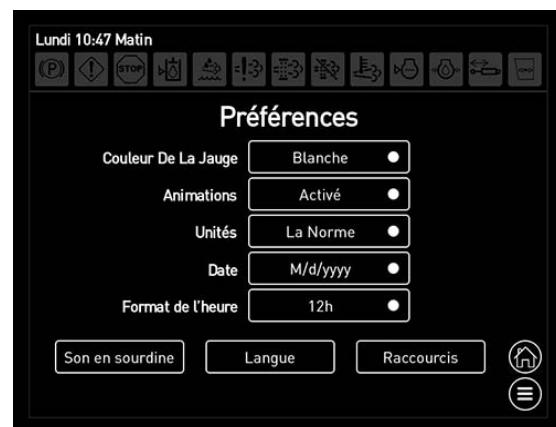 Lundi 10:47 Matin
(P)
STOP
Préférences
Couleur De La Jauge Blanche
Animations Activé
Unités La Norme
Date M/d/yyyy
Format de l'heure 12h
Son en sourdine Langue Raccourcis